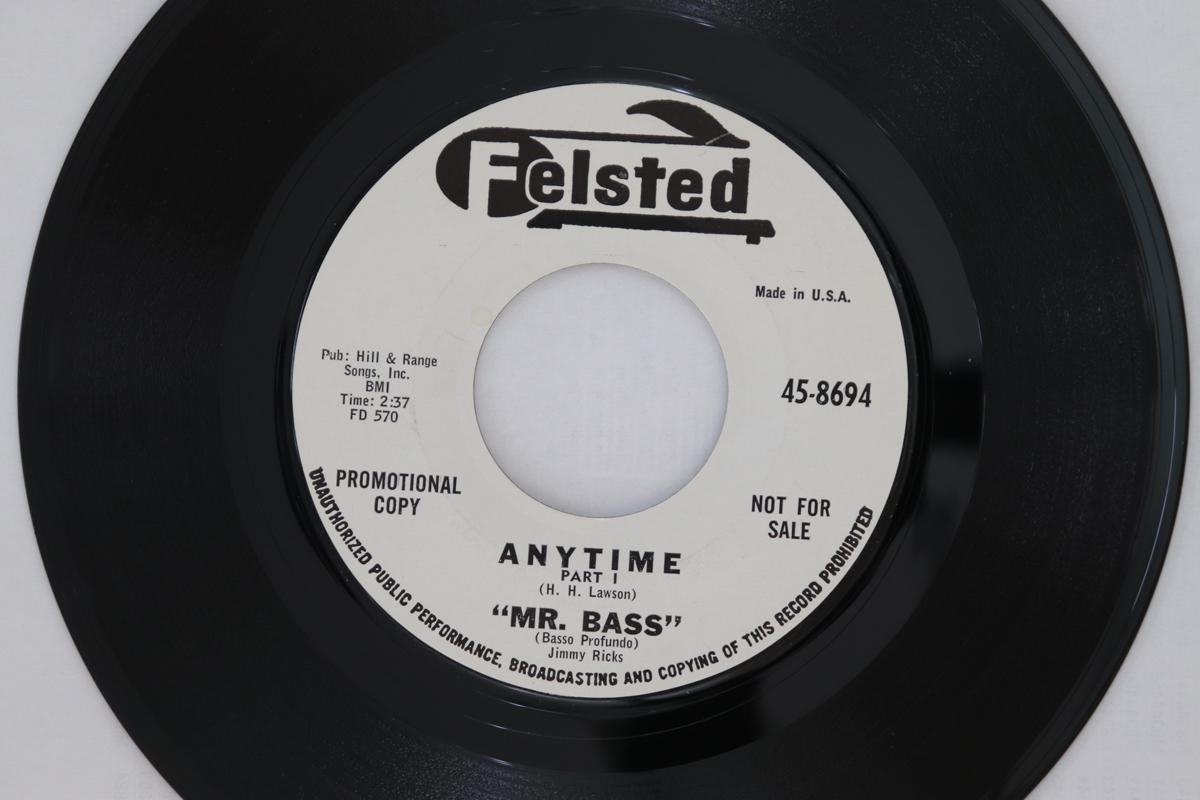 Felsted
Made in U.S.A.
Pub: Hill & Range
Songs, Inc.
BMI
Time: 2:37
FD 570
45-8694
PROMOTIONAL
COPY
NOT FOR
SALE
ANYTIME
PART I
(H. H. Lawson)
"MR. BASS"
(Basso Profundo)
Jimmy Ricks
UNAUTHORIZED PUBLIC PERFORMANCE, BROADCASTING AND COPYING OF THIS RECORD PROHIBITED